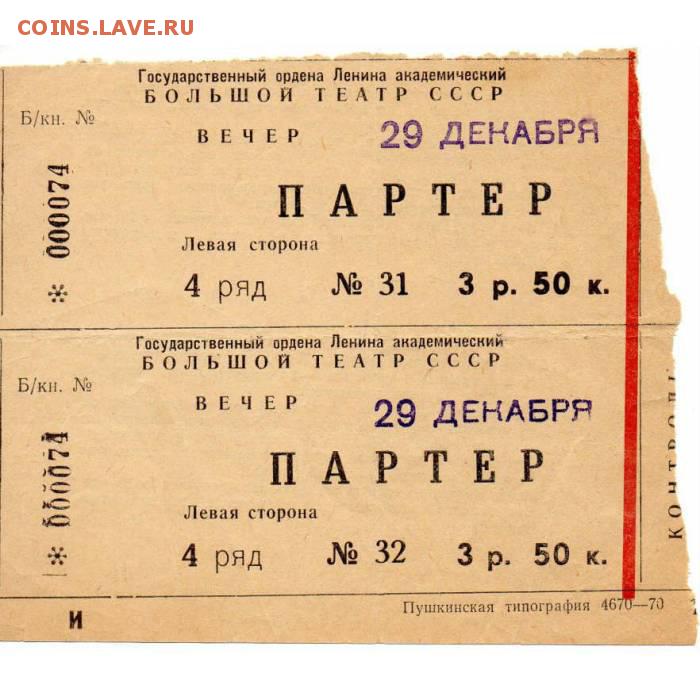 COINS.LAVE.RU
Государственный ордена Ленина академический
БОЛЬШОЙ ТЕАТР СССР
Б/кн. №
ВЕЧЕР 29 ДЕКАБРЯ
ПАРТЕР
Левая сторона
* 000074
4 ряд № 31 3 р. 50 к.
Государственный ордена Ленина академический
БОЛЬШОЙ ТЕАТР СССР
Б/кн. №
ВЕЧЕР 29 ДЕКАБРЯ
ПАРТЕР
Левая сторона
* 000074
4 ряд № 32 3 р. 50 к.
КОНТРОЛ
Пушкинская типография 4670—70
И